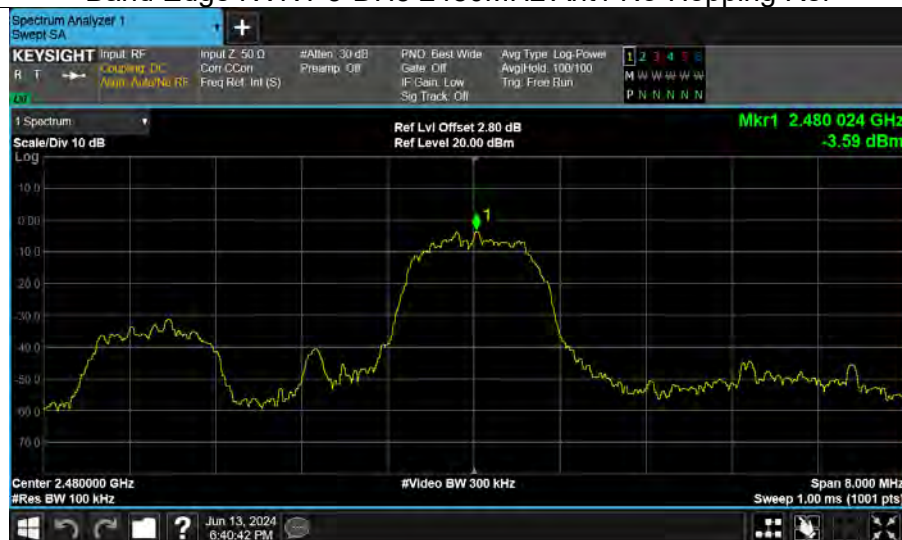 Spectrum Analyzer 1
Swept SA
+
KEYSIGHT Input: RF Input Z: 50 Ω #Atten: 30 dB PNO: Best Wide Avg Type: Log-Power 1 2 3 4 5 6
R T Coupling: DC Corr CCorr Preamp: Off Gate: Off Avg|Hold: 100/100 M W W W W W
Align: Auto/No RF Freq Ref: Int (S) IF Gain: Low Trig: Free Run P N N N N N
Sig Track: Off
1 Spectrum Ref Lvl Offset 2.80 dB Mkr1 2.480 024 GHz
Scale/Div 10 dB Ref Level 20.00 dBm -3.59 dBm
Log
10.0
0.00
1
-10.0
-20.0
-30.0
-40.0
-50.0
-60.0
-70.0
Center 2.480000 GHz #Video BW 300 kHz Span 8.000 MHz
#Res BW 100 kHz Sweep 1.00 ms (1001 pts)
? Jun 13, 2024
6:40:42 PM